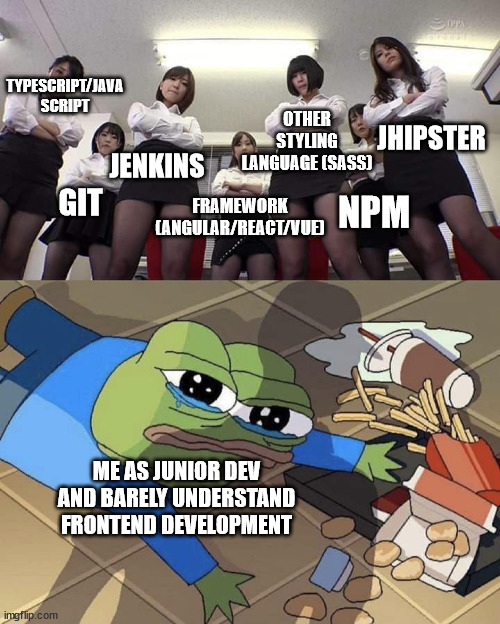 TYPESCRIPT/JAVA
SCRIPT
OTHER
STYLING
LANGUAGE (SASS)
JHIPSTER
JENKINS
GIT
FRAMEWORK
(ANGULAR/REACT/VUE)
NPM
ME AS JUNIOR DEV
AND BARELY UNDERSTAND
FRONTEND DEVELOPMENT
imgflip.com